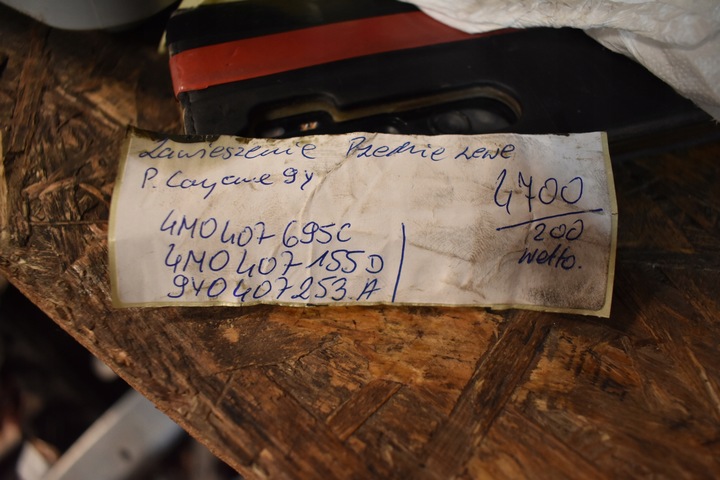 Zawieszenie Przednie Lewe
P. Cayenne 9Y
4700
200
netto.
4M0407695C
4M0407155D
9Y0407253.A